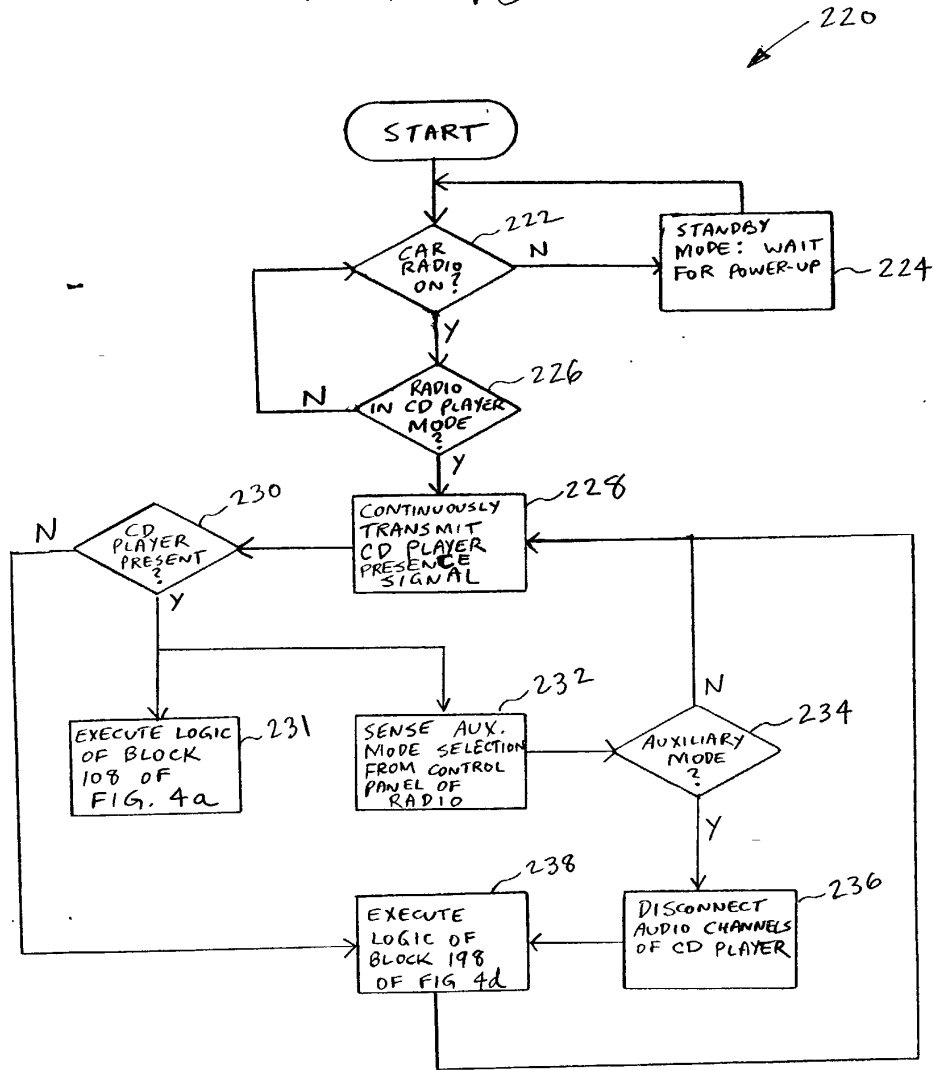 220
START
222
CAR
RADIO
ON?
N
STANDBY
MODE: WAIT
FOR POWER-UP
224
Y
226
RADIO
IN CD PLAYER
MODE
?
N
Y
228
CONTINUOUSLY
TRANSMIT
CD PLAYER
PRESENCE
SIGNAL
230
N
CD
PLAYER
PRESENT
?
Y
231
EXECUTE LOGIC
OF BLOCK
108 OF
FIG. 4a
232
SENSE AUX.
MODE SELECTION
FROM CONTROL
PANEL OF
RADIO
N
234
AUXILIARY
MODE
?
Y
238
EXECUTE
LOGIC OF
BLOCK 198
OF FIG 4d
236
DISCONNECT
AUDIO CHANNELS
OF CD PLAYER